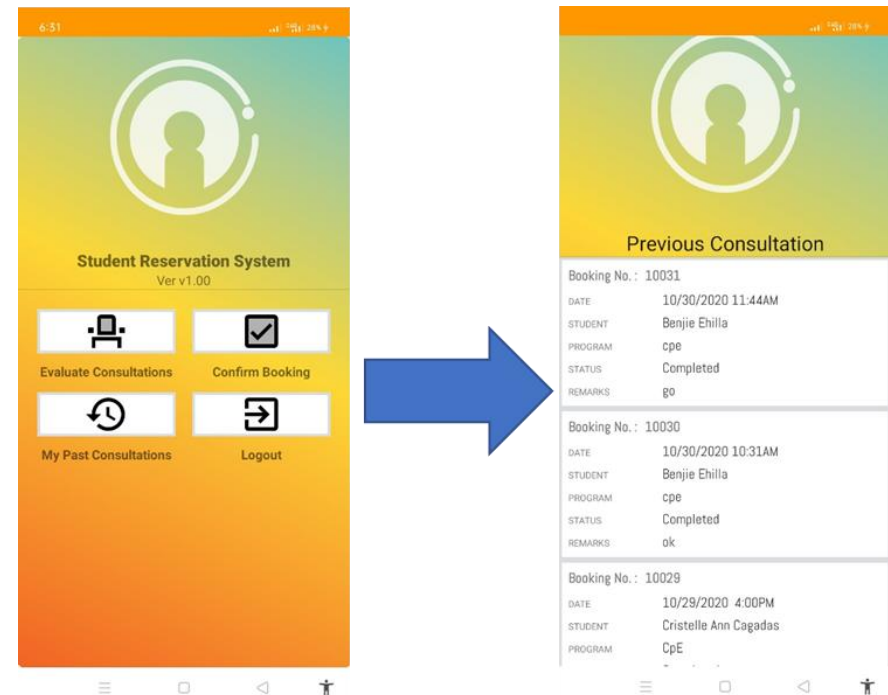 6:31
28%
Student Reservation System
Ver v1.00
Evaluate Consultations
Confirm Booking
My Past Consultations
Logout
28%
Previous Consultation
Booking No. : 10031
DATE 10/30/2020 11:44AM
STUDENT Benjie Ehilla
PROGRAM cpe
STATUS Completed
REMARKS go
Booking No. : 10030
DATE 10/30/2020 10:31AM
STUDENT Benjie Ehilla
PROGRAM cpe
STATUS Completed
REMARKS ok
Booking No. : 10029
DATE 10/29/2020 4:00PM
STUDENT Cristelle Ann Cagadas
PROGRAM CpE